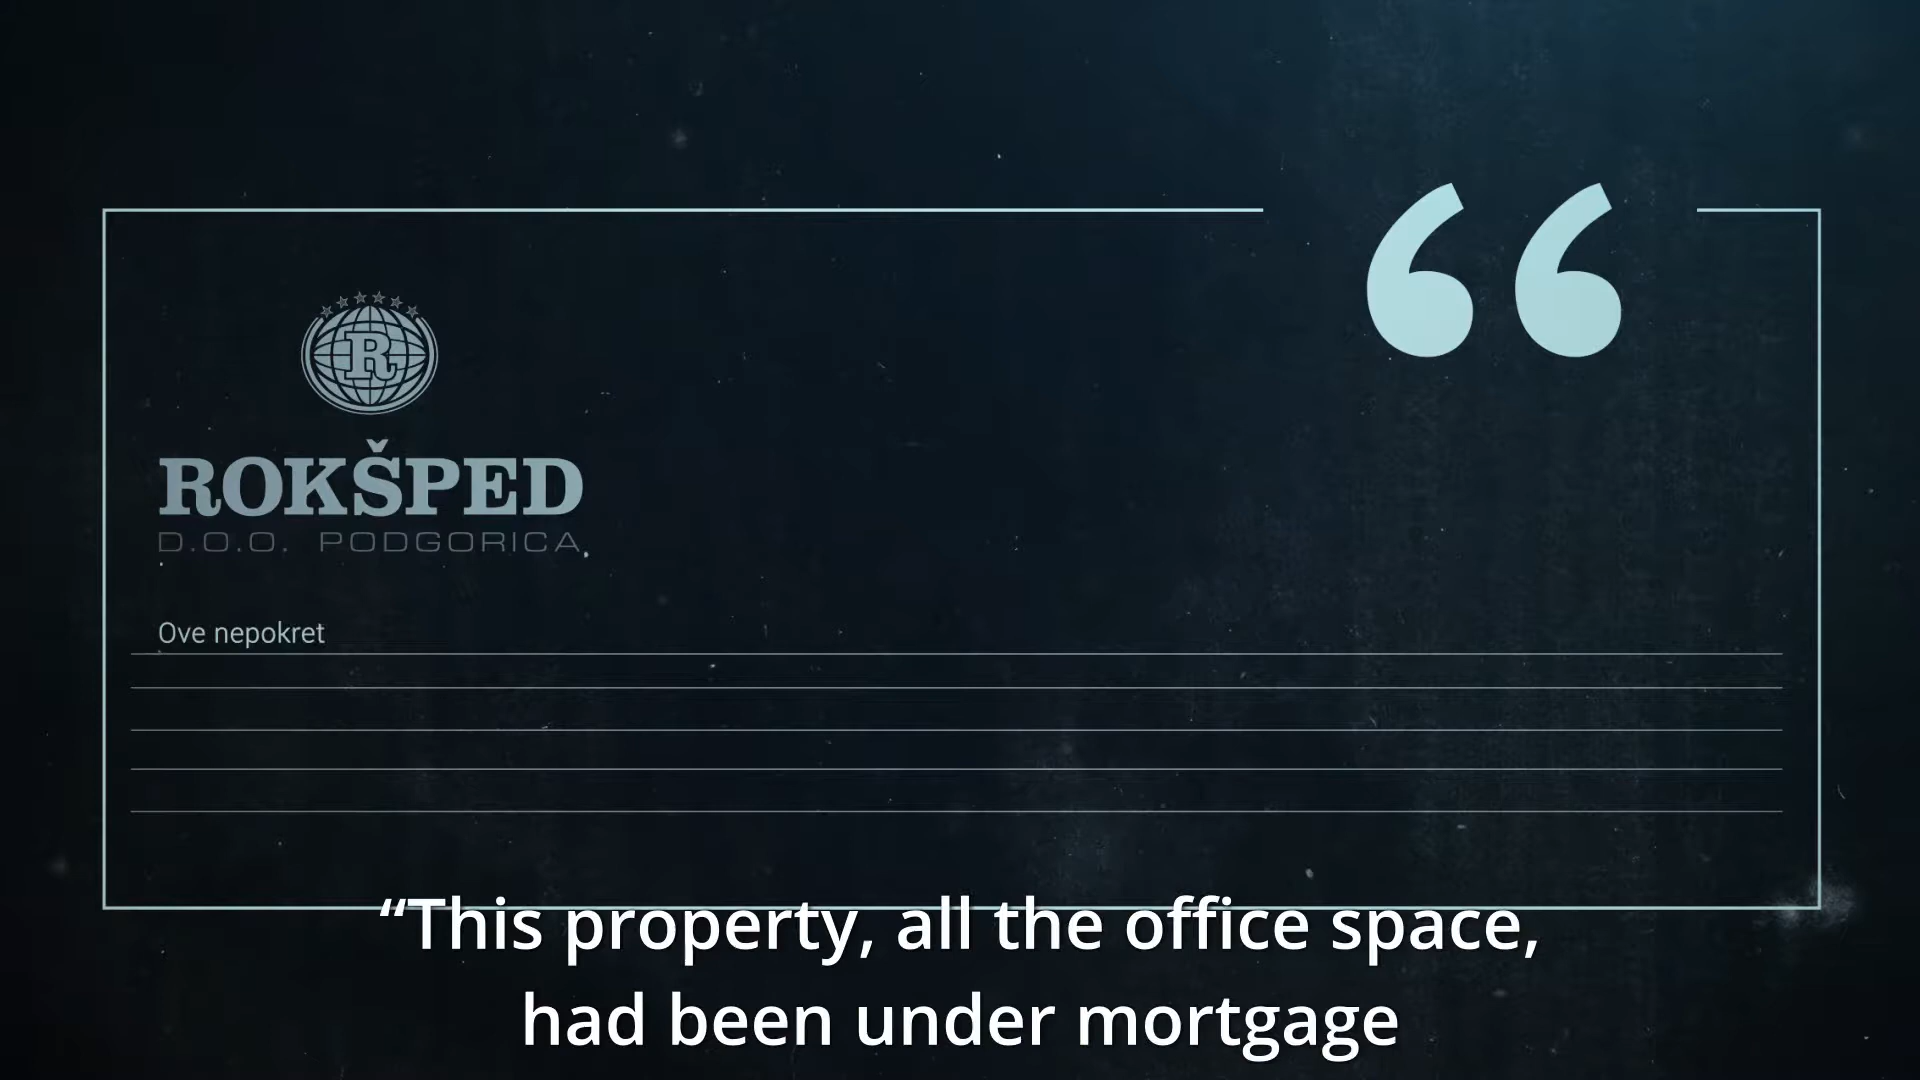 R
ROKŠPED
D.O.O. PODGORICA
Ove nepokret
“This property, all the office space,
had been under mortgage